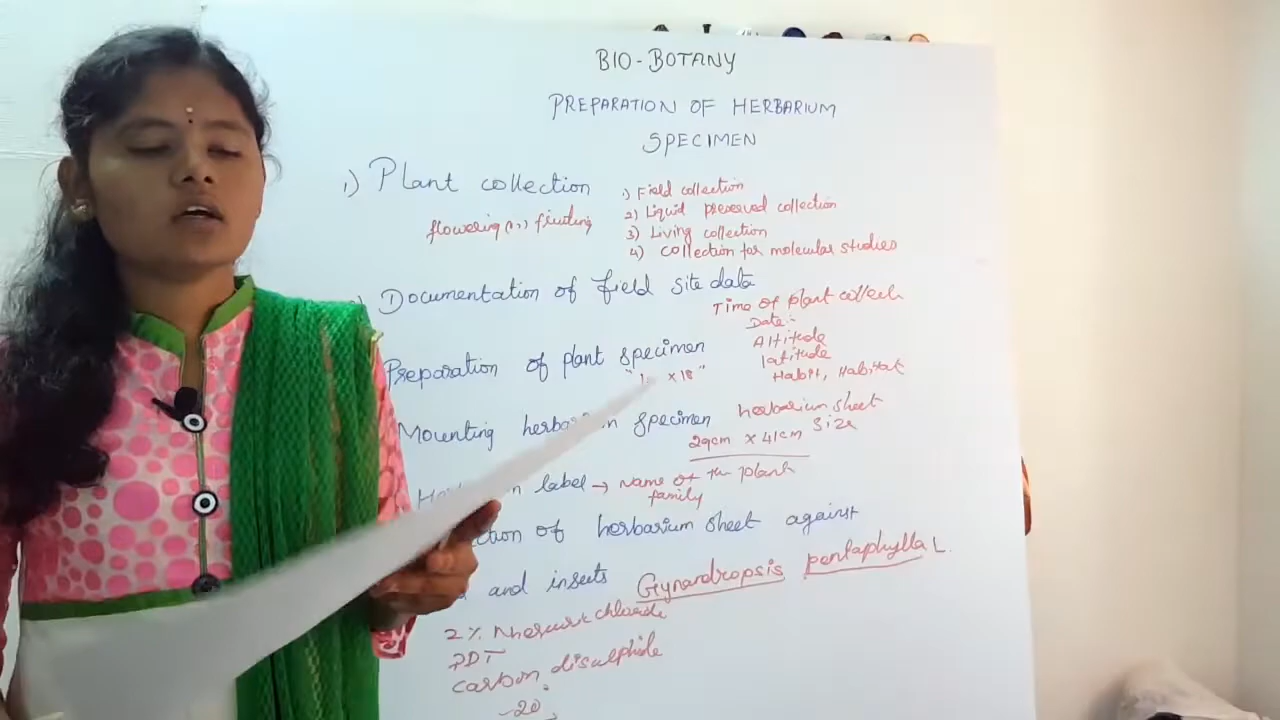 BIO-BOTANY
PREPARATION OF HERBARIUM
SPECIMEN
1) Plant collection
flowering (or) fruiting
1) Field collection
2) Liquid preserved collection
3) Living collection
4) collection for molecular studies
Documentation of field site data
Time of plant collech
Date:-
Altitude
latitude
Habit, Habitat
Preparation of plant specimen
x18"
Mounting specimen
herbarium sheet
size
29cm x 41cm
label → Name of the plant
family
of herbarium sheet against
and insects
Gynandropsis pentaphylla L.
2% chloride
DDT
carbon disulphide
-20°